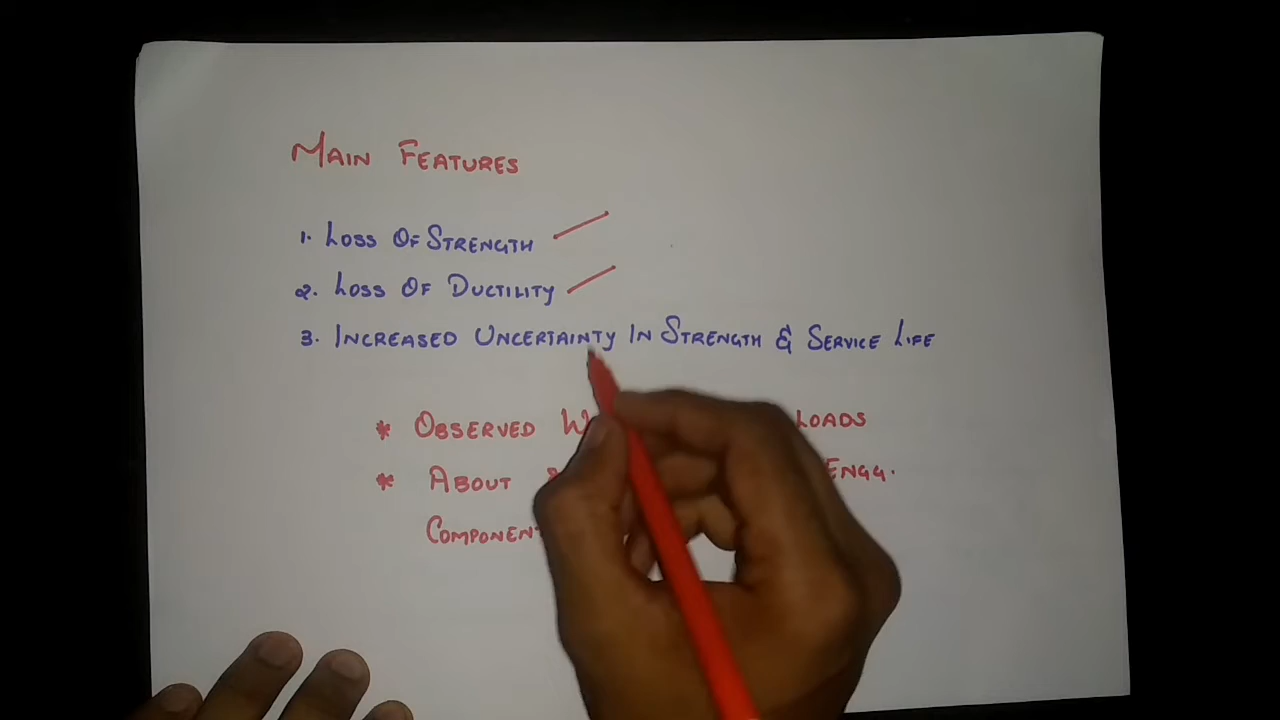 MAIN FEATURES
1. LOSS OF STRENGTH
2. LOSS OF DUCTILITY
3. INCREASED UNCERTAINTY IN STRENGTH & SERVICE LIFE
* OBSERVED LOADS
* ABOUT ENGG.
COMPONENT